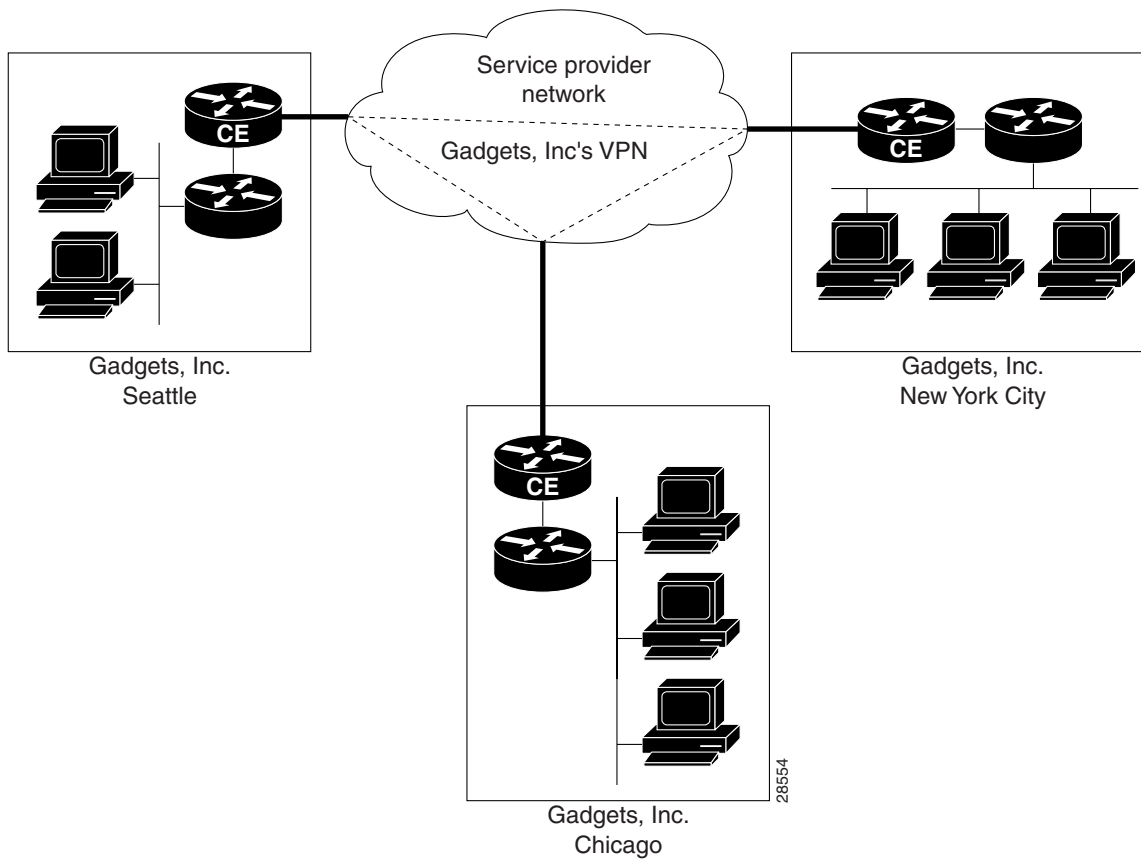 Service provider
network
Gadgets, Inc's VPN
CE
CE
Gadgets, Inc.
Seattle
Gadgets, Inc.
New York City
CE
28554
Gadgets, Inc.
Chicago